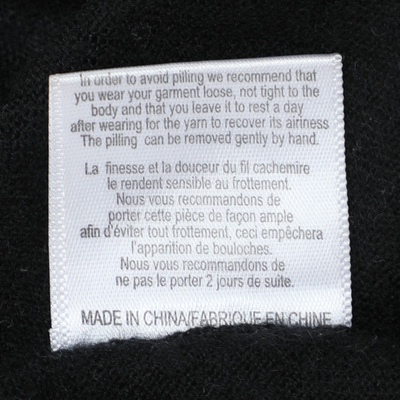 In order to avoid pilling we recommend that
you wear your garment loose, not tight to the
body and that you leave it to rest a day
after wearing for the yarn to recover its airiness
The pilling can be removed gently by hand.
La finesse et la douceur du fil cachemire
le rendent sensible au frottement.
Nous vous recommandons de
porter cette pièce de façon ample
afin d'éviter tout frottement, ceci empêchera
l'apparition de bouloches.
Nous vous recommandons de
ne pas le porter 2 jours de suite.
MADE IN CHINA/FABRIQUE EN CHINE